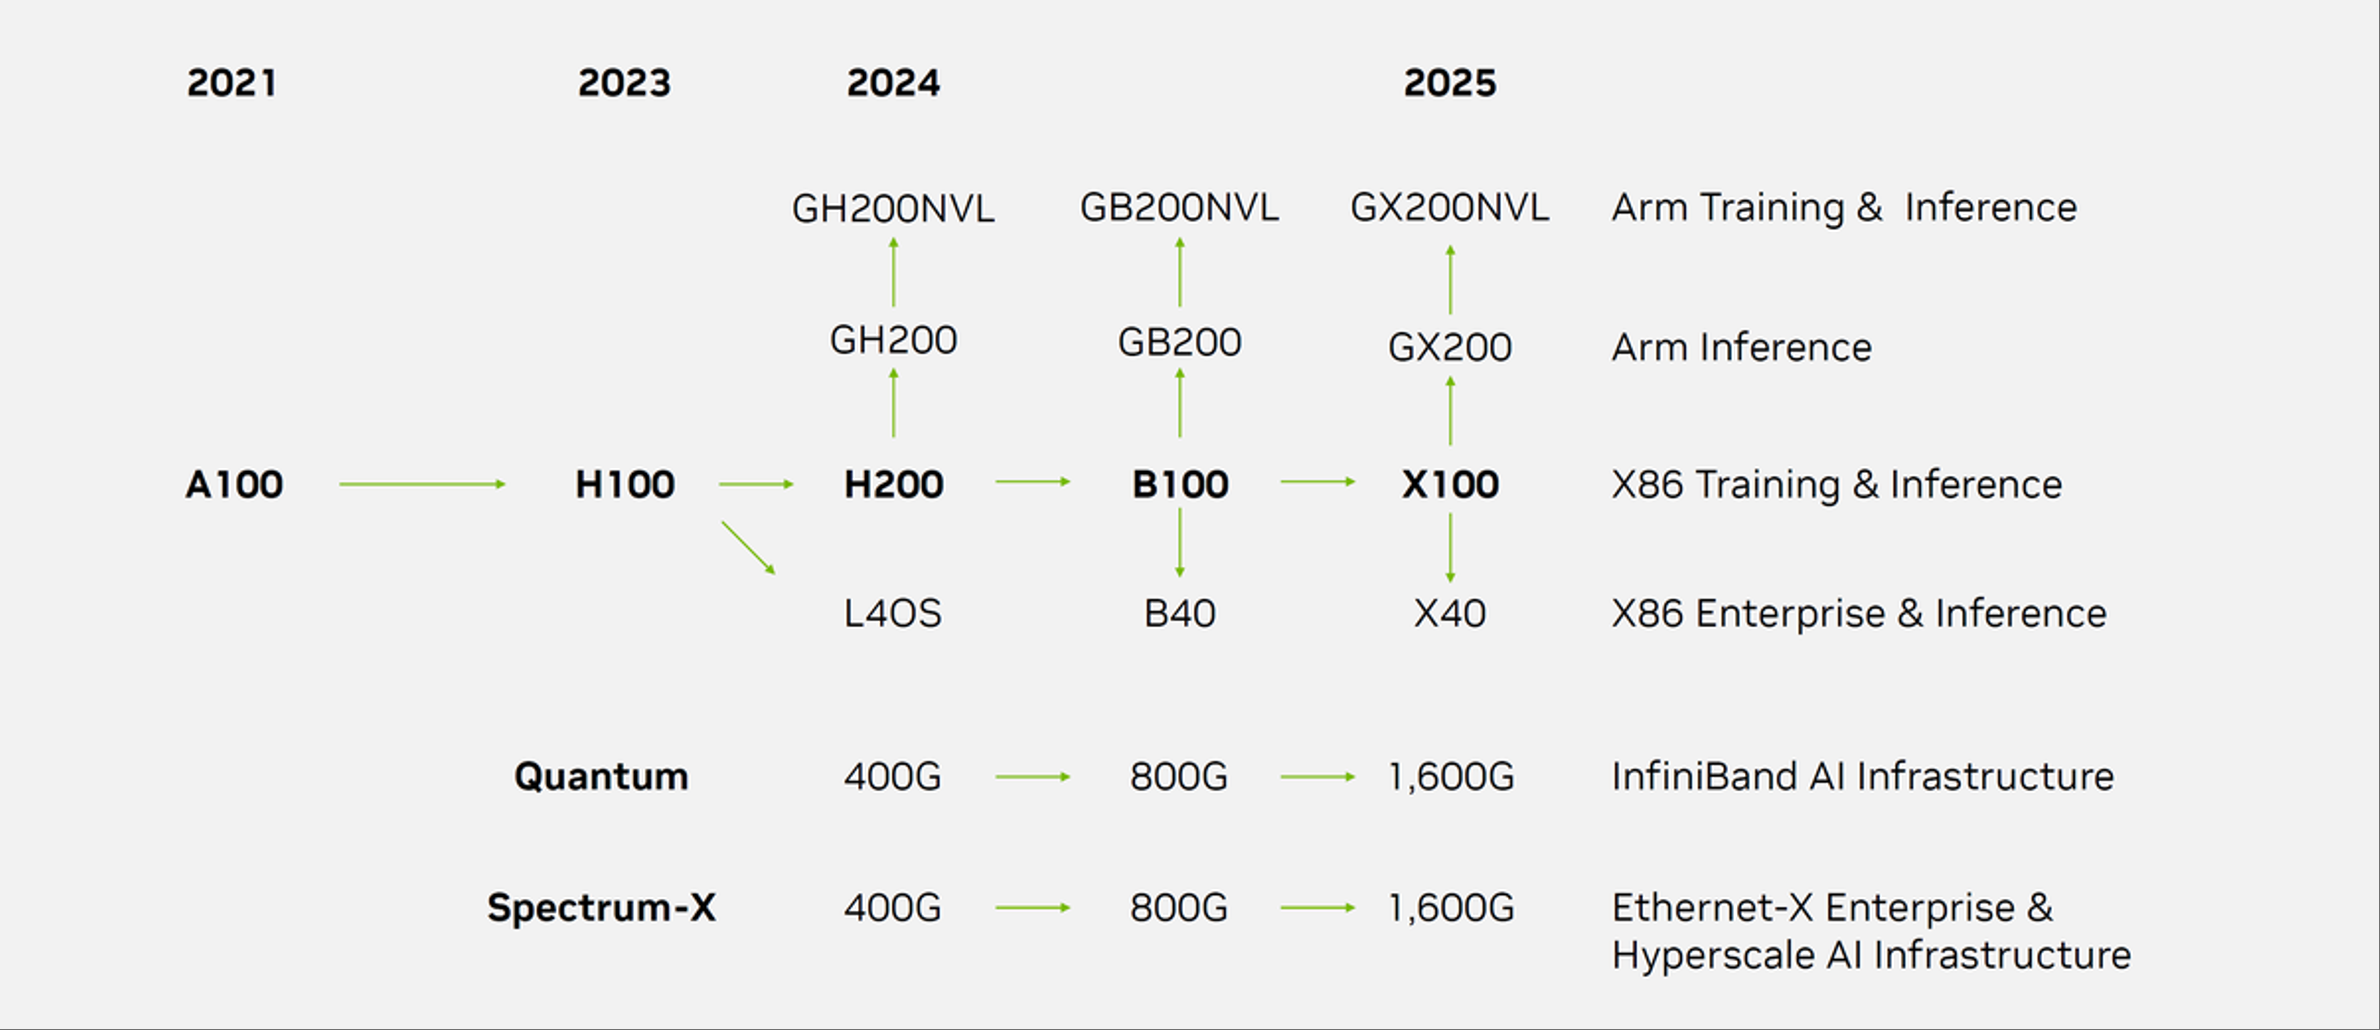 2021 2023 2024 2025
GH200NVL GB200NVL GX200NVL Arm Training & Inference
GH200 GB200 GX200 Arm Inference
A100 H100 H200 B100 X100 X86 Training & Inference
L40S B40 X40 X86 Enterprise & Inference
Quantum 400G 800G 1,600G InfiniBand AI Infrastructure
Spectrum-X 400G 800G 1,600G Ethernet-X Enterprise &
Hyperscale AI Infrastructure